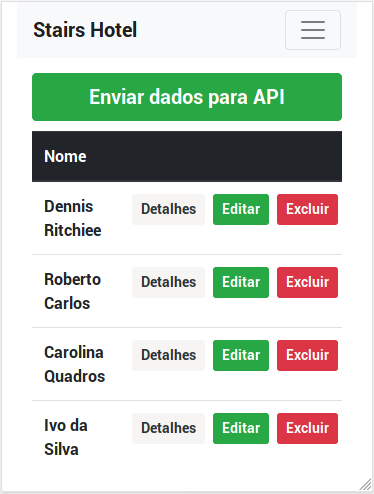 Stairs Hotel
Enviar dados para API
Nome
Dennis Ritchiee Detalhes Editar Excluir
Roberto Carlos Detalhes Editar Excluir
Carolina Quadros Detalhes Editar Excluir
Ivo da Silva Detalhes Editar Excluir